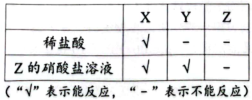 X Y Z
稀盐酸 √ - -
Z 的硝酸盐溶液 √ √ -
(“√”表示能反应，“-”表示不能反应)